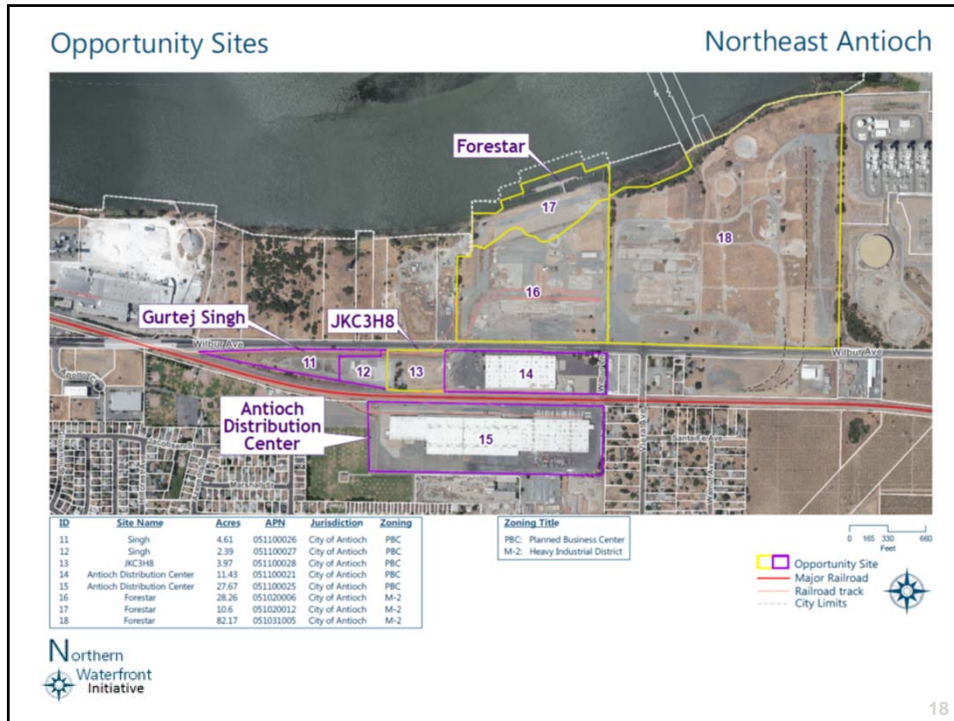 Opportunity Sites
Northeast Antioch
Forestar
17
18
16
Gurtej Singh
JKC3H8
Wilbur Ave
Wilbur Ave
11
12
13
14
Antioch
Distribution
Center
15
Santa Fe Ave
ID Site Name Acres APN Jurisdiction Zoning
11 Singh 4.61 051100026 City of Antioch PBC
12 Singh 2.39 051100027 City of Antioch PBC
13 JKC3H8 3.97 051100028 City of Antioch PBC
14 Antioch Distribution Center 11.43 051100021 City of Antioch PBC
15 Antioch Distribution Center 27.67 051100025 City of Antioch PBC
16 Forestar 28.26 051020006 City of Antioch M-2
17 Forestar 10.6 051020012 City of Antioch M-2
18 Forestar 82.17 051031005 City of Antioch M-2
Zoning Title
PBC: Planned Business Center
M-2: Heavy Industrial District
0 165 330 660
Feet
Opportunity Site
Major Railroad
Railroad track
City Limits
Northern
Waterfront
Initiative
18